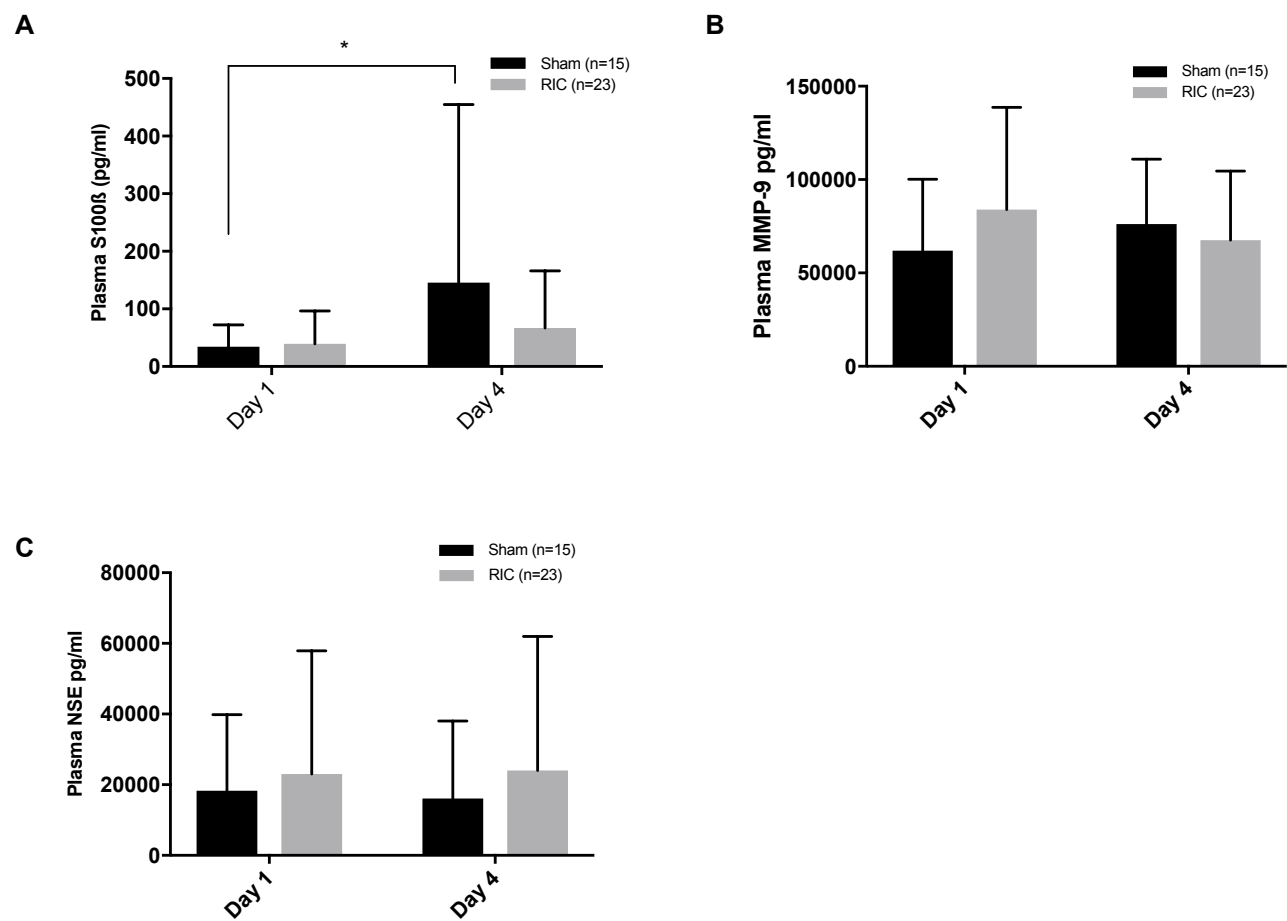 A
*
Sham (n=15)
RIC (n=23)
Plasma S100ß (pg/ml)
500
400
300
200
100
0
Day 1
Day 4
B
Sham (n=15)
RIC (n=23)
Plasma MMP-9 pg/ml
150000
100000
50000
0
Day 1
Day 4
C
Sham (n=15)
RIC (n=23)
Plasma NSE pg/ml
80000
60000
40000
20000
0
Day 1
Day 4